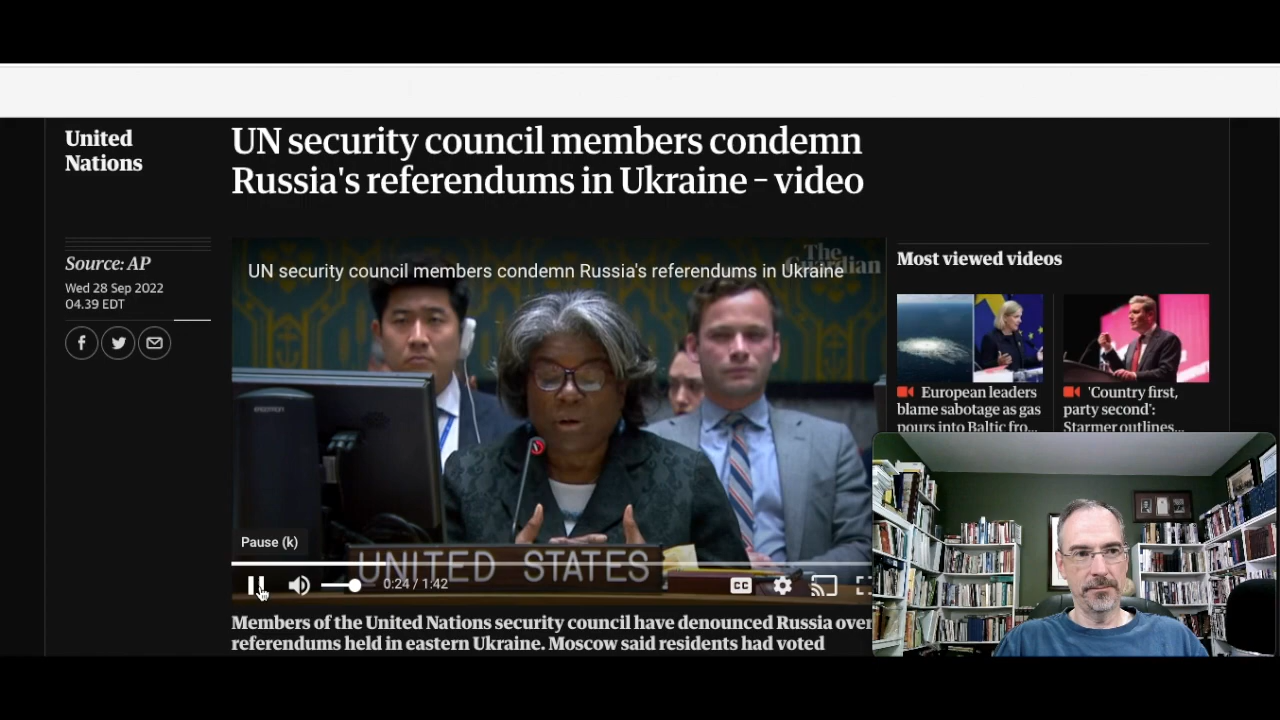 United
Nations
UN security council members condemn
Russia's referendums in Ukraine – video
Source: AP
Wed 28 Sep 2022
04.39 EDT
The
Guardian
UN security council members condemn Russia's referendums in Ukraine
UNITED STATES
Pause (k)
0:24 / 1:42
CC
Members of the United Nations security council have denounced Russia over
referendums held in eastern Ukraine. Moscow said residents had voted
Most viewed videos
European leaders
blame sabotage as gas
pours into Baltic fro...
'Country first,
party second':
Starmer outlines...